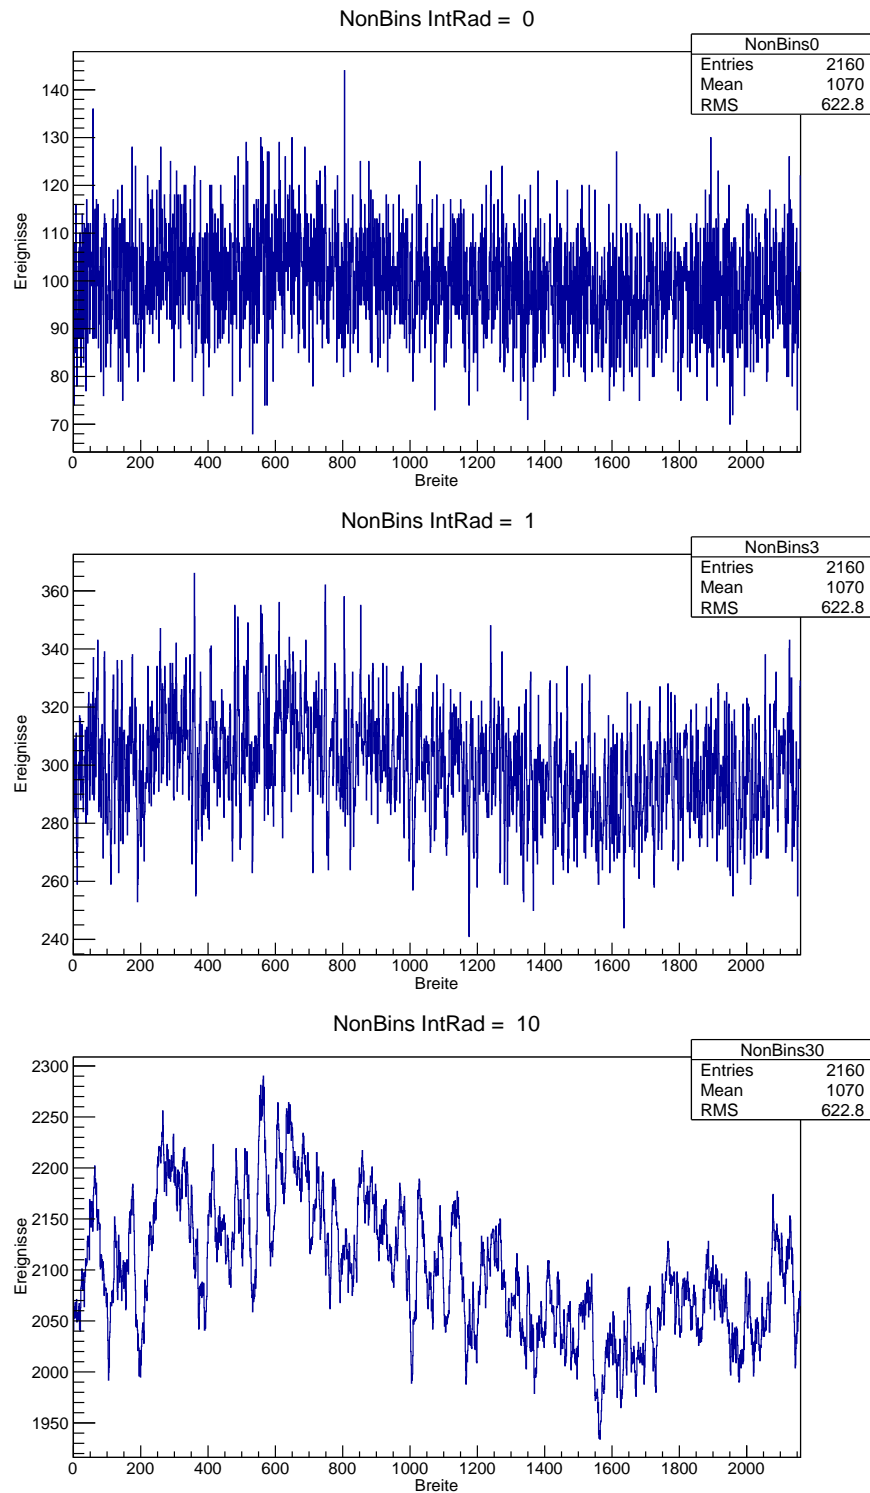 NonBins IntRad = 0
NonBins0
Entries 2160
Mean 1070
RMS 622.8
Ereignisse
140
130
120
110
100
90
80
70
0 200 400 600 800 1000 1200 1400 1600 1800 2000
Breite
NonBins IntRad = 1
NonBins3
Entries 2160
Mean 1070
RMS 622.8
Ereignisse
360
340
320
300
280
260
240
0 200 400 600 800 1000 1200 1400 1600 1800 2000
Breite
NonBins IntRad = 10
NonBins30
Entries 2160
Mean 1070
RMS 622.8
Ereignisse
2300
2250
2200
2150
2100
2050
2000
1950
0 200 400 600 800 1000 1200 1400 1600 1800 2000
Breite